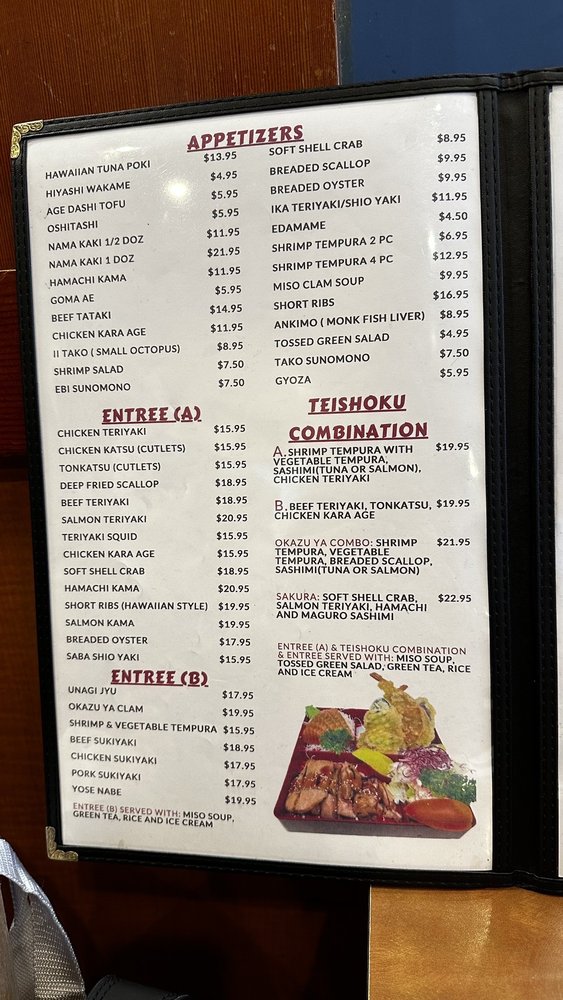 APPETIZERS
HAWAIIAN TUNA POKI $13.95
HIYASHI WAKAME $4.95
AGE DASHI TOFU $5.95
OSHITASHI $5.95
NAMA KAKI 1/2 DOZ $11.95
NAMA KAKI 1 DOZ $21.95
HAMACHI KAMA $11.95
GOMA AE $5.95
BEEF TATAKI $14.95
CHICKEN KARA AGE $11.95
II TAKO ( SMALL OCTOPUS) $8.95
SHRIMP SALAD $7.50
EBI SUNOMONO $7.50
SOFT SHELL CRAB $8.95
BREADED SCALLOP $9.95
BREADED OYSTER $9.95
IKA TERIYAKI/SHIO YAKI $11.95
EDAMAME $4.50
SHRIMP TEMPURA 2 PC $6.95
SHRIMP TEMPURA 4 PC $12.95
MISO CLAM SOUP $9.95
SHORT RIBS $16.95
ANKIMO ( MONK FISH LIVER) $8.95
TOSSED GREEN SALAD $4.95
TAKO SUNOMONO $7.50
GYOZA $5.95
ENTREE (A)
CHICKEN TERIYAKI $15.95
CHICKEN KATSU (CUTLETS) $15.95
TONKATSU (CUTLETS) $15.95
DEEP FRIED SCALLOP $18.95
BEEF TERIYAKI $18.95
SALMON TERIYAKI $20.95
TERIYAKI SQUID $15.95
CHICKEN KARA AGE $15.95
SOFT SHELL CRAB $18.95
HAMACHI KAMA $20.95
SHORT RIBS (HAWAIIAN STYLE) $19.95
SALMON KAMA $19.95
BREADED OYSTER $17.95
SABA SHIO YAKI $15.95
ENTREE (B)
UNAGI JYU $17.95
OKAZU YA CLAM $19.95
SHRIMP & VEGETABLE TEMPURA $15.95
BEEF SUKIYAKI $18.95
CHICKEN SUKIYAKI $17.95
PORK SUKIYAKI $17.95
YOSE NABE $19.95
ENTREE (B) SERVED WITH: MISO SOUP,
GREEN TEA, RICE AND ICE CREAM
TEISHOKU
COMBINATION
A. SHRIMP TEMPURA WITH $19.95
VEGETABLE TEMPURA,
SASHIMI(TUNA OR SALMON),
CHICKEN TERIYAKI
B. BEEF TERIYAKI, TONKATSU, $19.95
CHICKEN KARA AGE
OKAZU YA COMBO: SHRIMP $21.95
TEMPURA, VEGETABLE
TEMPURA, BREADED SCALLOP,
SASHIMI(TUNA OR SALMON)
SAKURA: SOFT SHELL CRAB, $22.95
SALMON TERIYAKI, HAMACHI
AND MAGURO SASHIMI
ENTREE (A) & TEISHOKU COMBINATION
& ENTREE SERVED WITH: MISO SOUP,
TOSSED GREEN SALAD, GREEN TEA, RICE
AND ICE CREAM